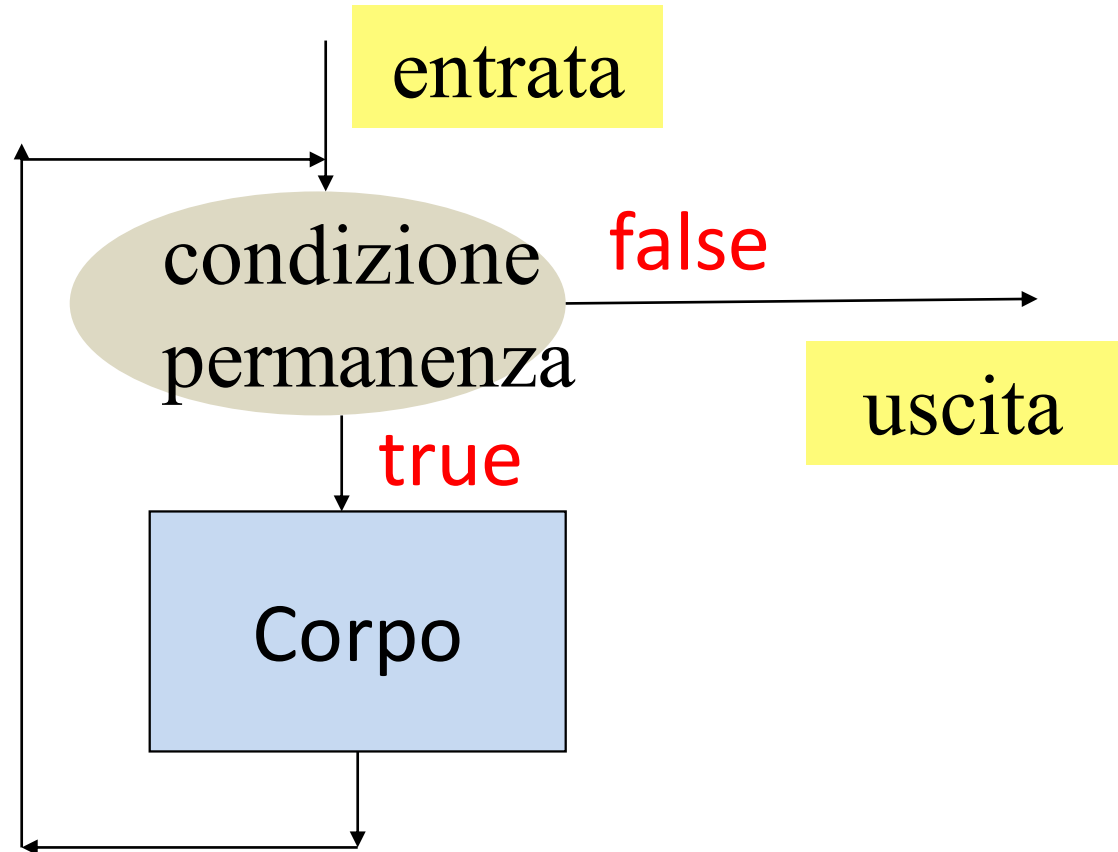 entrata
condizione
permanenza
false
uscita
true
Corpo